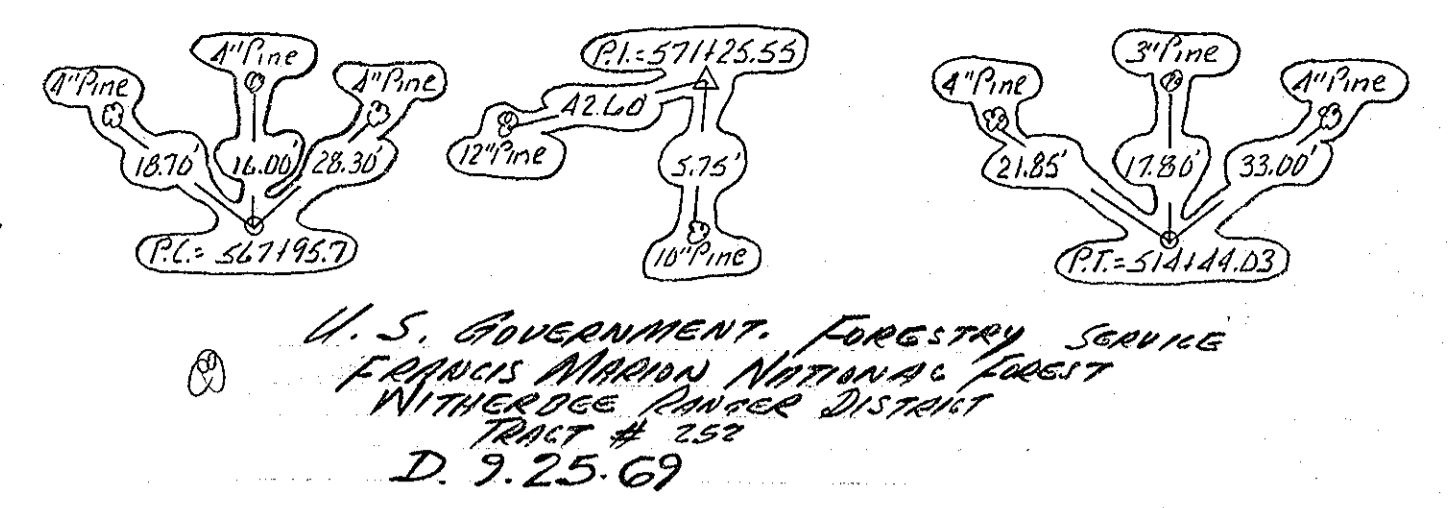 4"Pine
4"Pine
4"Pine
18.70'
16.00'
28.30'
P.C.= 567+95.7
P.I.=571+25.55
42.60
12"Pine
5.75'
10"Pine
4"Pine
3"Pine
4"Pine
21.85'
17.80'
33.00'
P.T.=514+44.03
U. S. GOVERNMENT. FORESTRY SERVICE
FRANCIS MARION NATIONAL FOREST
WITHERDEE RANGER DISTRICT
TRACT # 252
D. 9.25.69